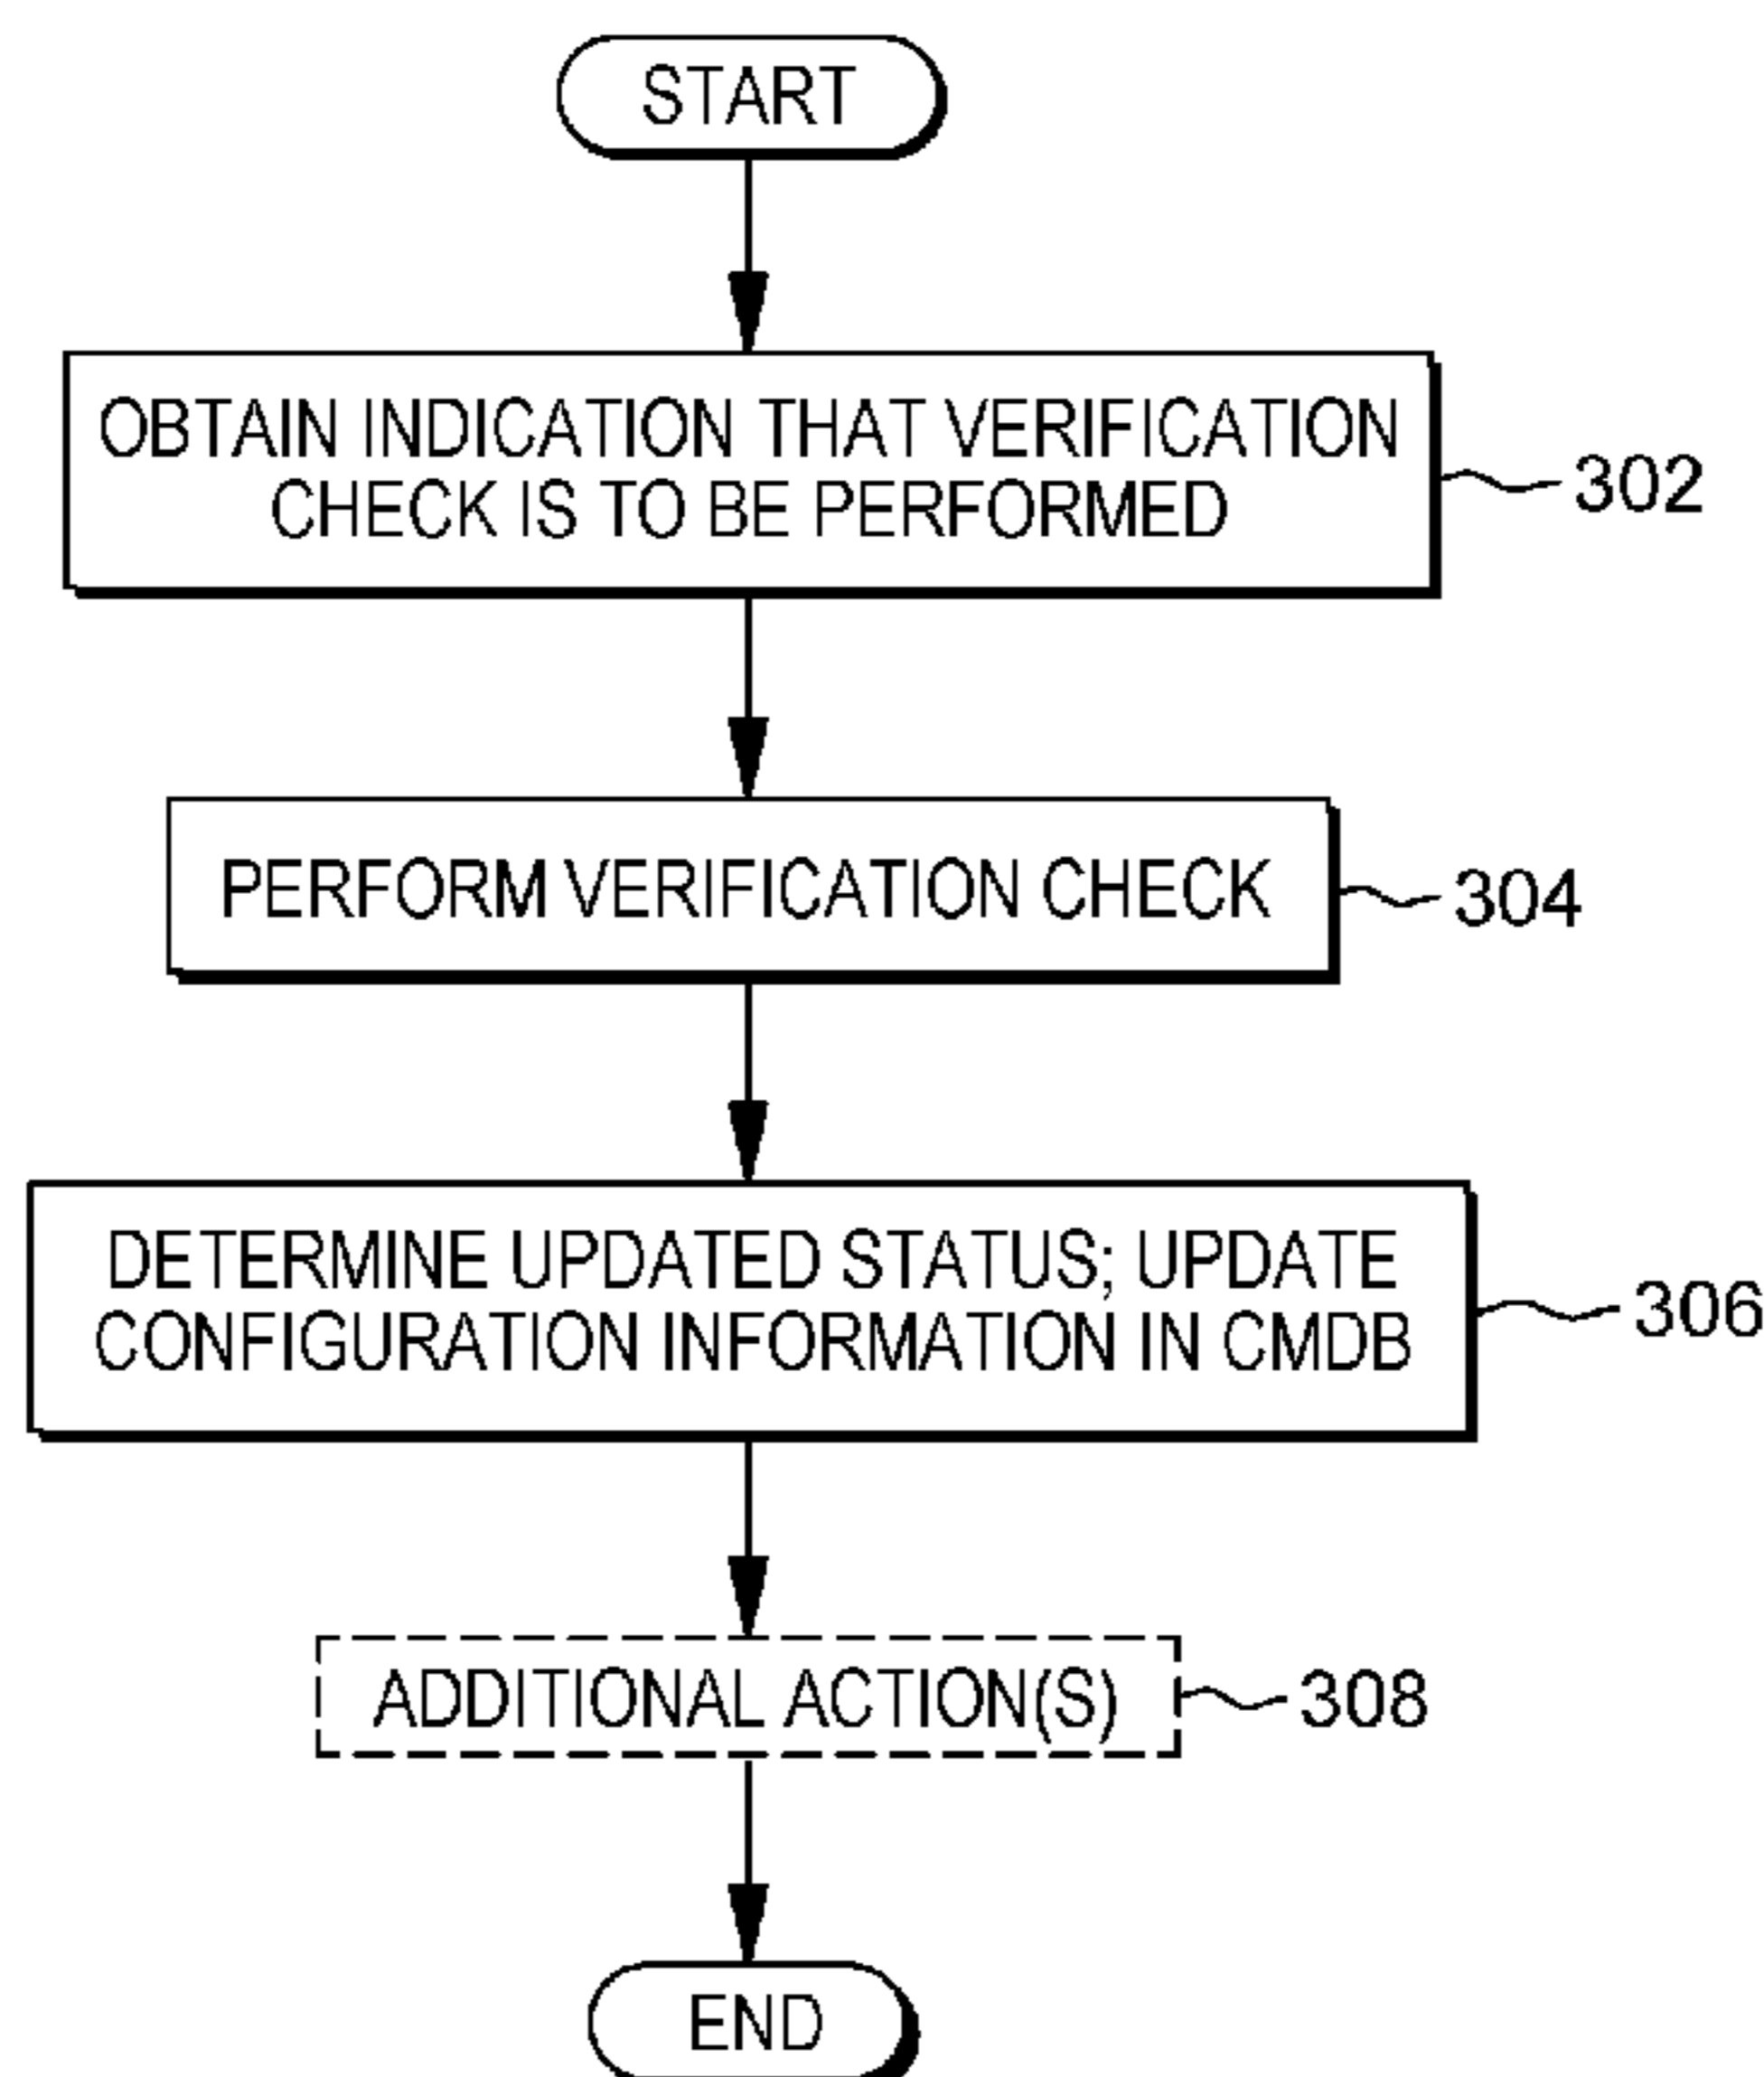 START
OBTAIN INDICATION THAT VERIFICATION
CHECK IS TO BE PERFORMED
302
PERFORM VERIFICATION CHECK
304
DETERMINE UPDATED STATUS; UPDATE
CONFIGURATION INFORMATION IN CMDB
306
ADDITIONAL ACTION(S)
308
END